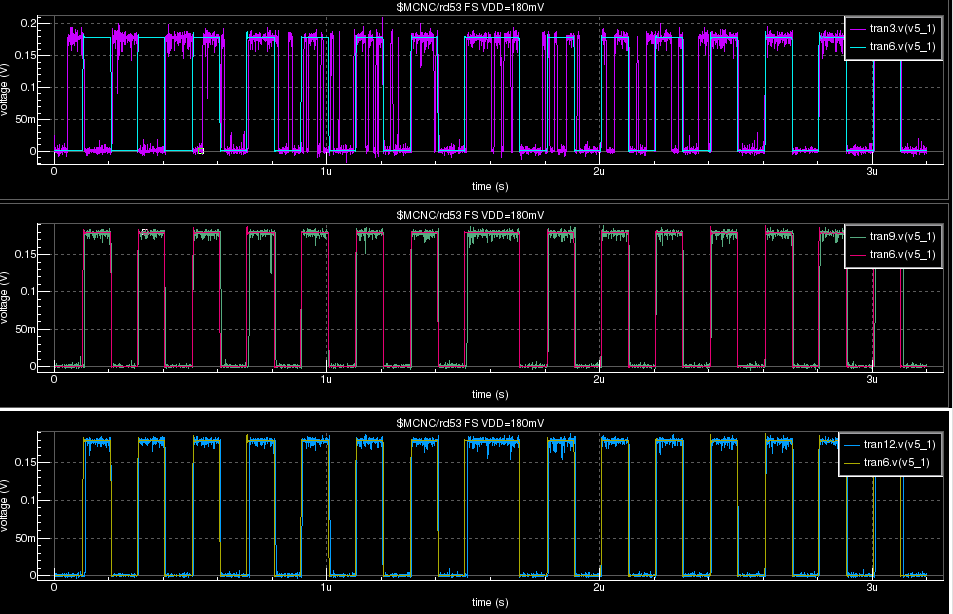 $MCNC/rd53 FS VDD=180mV
0.2
0.15
0.1
50m
0
voltage (V)
tran3.v(v5_1)
tran6.v(v5_1)
0 1u 2u 3u
time (s)
$MCNC/rd53 FS VDD=180mV
0.15
0.1
50m
0
voltage (V)
tran9.v(v5_1)
tran6.v(v5_1)
0 1u 2u 3u
time (s)
$MCNC/rd53 FS VDD=180mV
0.15
0.1
50m
0
voltage (V)
tran12.v(v5_1)
tran6.v(v5_1)
0 1u 2u 3u
time (s)